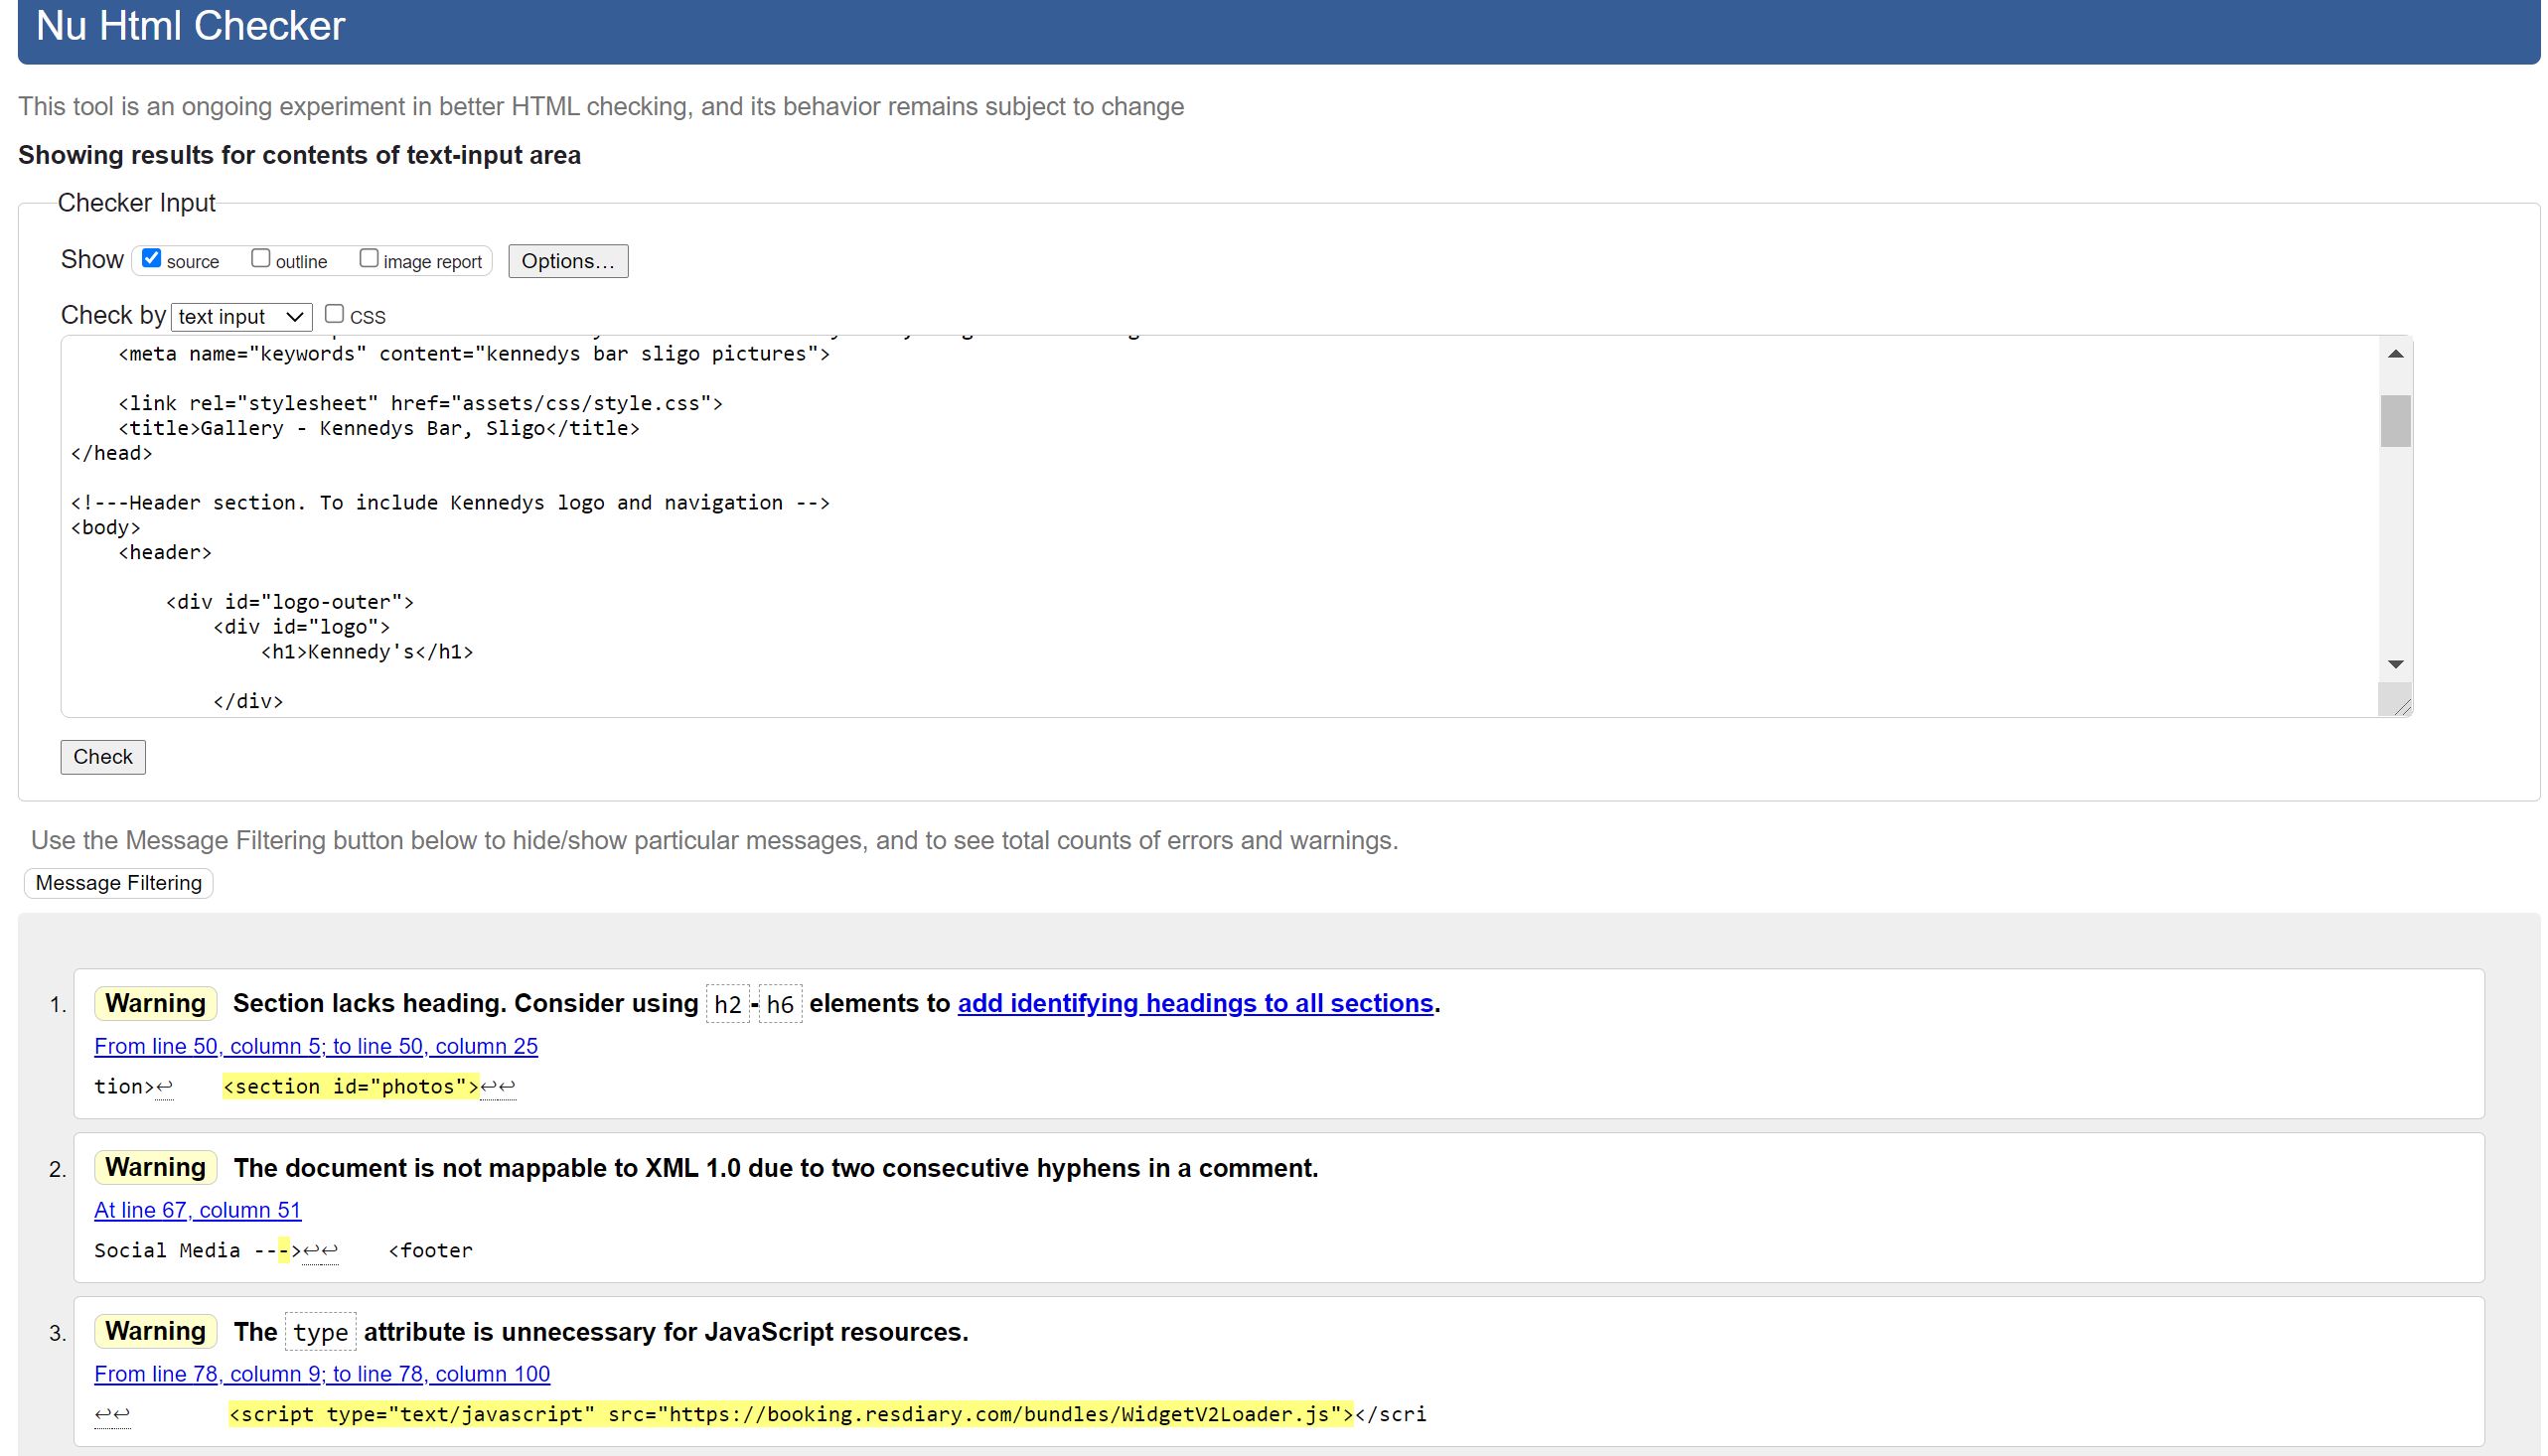 Nu Html Checker
This tool is an ongoing experiment in better HTML checking, and its behavior remains subject to change
Showing results for contents of text-input area
Checker Input
Show source outline image report Options...
Check by text input CSS
<meta name="keywords" content="kennedys bar sligo pictures">
<link rel="stylesheet" href="assets/css/style.css">
<title>Gallery - Kennedys Bar, Sligo</title>
</head>
<!---Header section. To include Kennedys logo and navigation -->
<body>
<header>
<div id="logo-outer">
<div id="logo">
<h1>Kennedy's</h1>
</div>
Check
Use the Message Filtering button below to hide/show particular messages, and to see total counts of errors and warnings.
Message Filtering
1. Warning Section lacks heading. Consider using h2-h6 elements to add identifying headings to all sections.
From line 50, column 5; to line 50, column 25
tion>↩ <section id="photos">↩↩
2. Warning The document is not mappable to XML 1.0 due to two consecutive hyphens in a comment.
At line 67, column 51
Social Media --->↩↩ <footer
3. Warning The type attribute is unnecessary for JavaScript resources.
From line 78, column 9; to line 78, column 100
↩↩ <script type="text/javascript" src="https://booking.resdiary.com/bundles/WidgetV2Loader.js"></scri